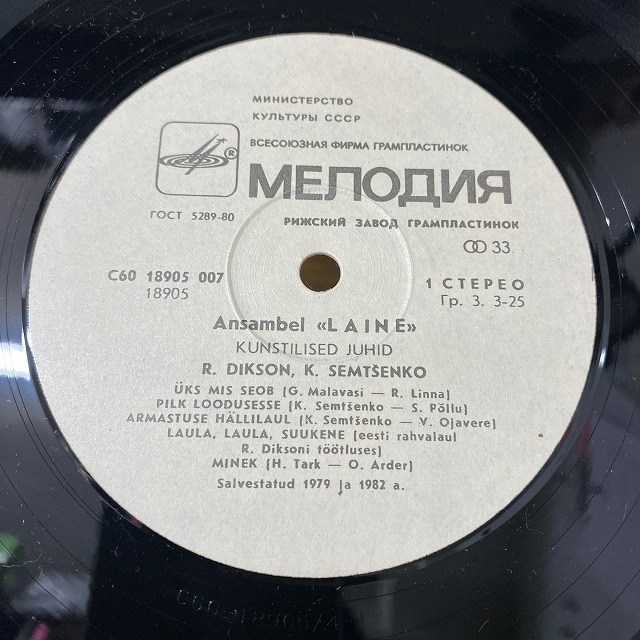 МИНИСТЕРСТВО
КУЛЬТУРЫ СССР
ВСЕСОЮЗНАЯ ФИРМА ГРАМПЛАСТИНОК
®
МЕЛОДИЯ
ГОСТ 5289-80
РИЖСКИЙ ЗАВОД ГРАМПЛАСТИНОК
33
С60 18905 007
18905
1 СТЕРЕО
Гр. 3. 3-25
Ansambel «LAINE»
KUNSTILISED JUHID
R. DIKSON, K. SEMTŠENKO
ÜKS MIS SEOB (G. Malavasi — R. Linna)
PILK LOODUSESSE (K. Semtšenko — S. Põllu)
ARMASTUSE HÄLLILAUL (K. Semtšenko — V. Ojavere)
LAULA, LAULA, SUUKENE (eesti rahvalaul
R. Diksoni töötluses)
MINEK (H. Tark — O. Arder)
Salvestatud 1979 ja 1982 a.